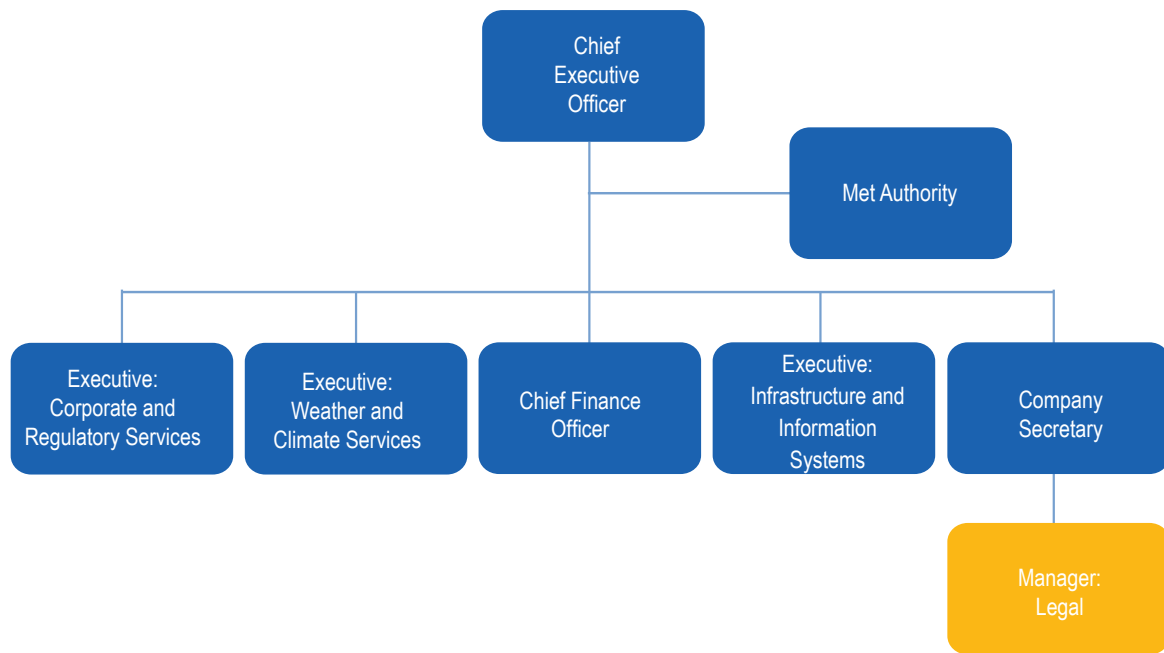 Chief
Executive
Officer
Met Authority
Executive:
Corporate and
Regulatory Services
Executive:
Weather and
Climate Services
Chief Finance
Officer
Executive:
Infrastructure and
Information
Systems
Company
Secretary
Manager:
Legal